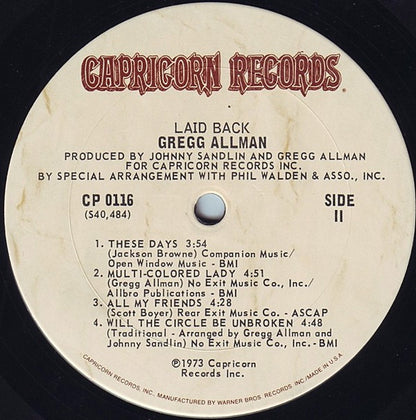 CAPRICORN RECORDS®
LAID BACK
GREGG ALLMAN
PRODUCED BY JOHNNY SANDLIN AND GREGG ALLMAN
FOR CAPRICORN RECORDS INC.
BY SPECIAL ARRANGEMENT WITH PHIL WALDEN & ASSO., INC.
CP 0116
(S40,484)
SIDE
II
1. THESE DAYS 3:54
(Jackson Browne) Companion Music/
Open Window Music - BMI
2. MULTI-COLORED LADY 4:51
(Gregg Allman) No Exit Music Co., Inc./
Allbro Publications - BMI
3. ALL MY FRIENDS 4:28
(Scott Boyer) Rear Exit Music Co. - ASCAP
4. WILL THE CIRCLE BE UNBROKEN 4:48
(Traditional - Arranged by Gregg Allman and
Johnny Sandlin) No Exit Music Co., Inc. - BMI
℗1973 Capricorn
Records Inc.
CAPRICORN RECORDS, INC., MANUFACTURED BY WARNER BROS. RECORDS INC./MADE IN U.S.A.